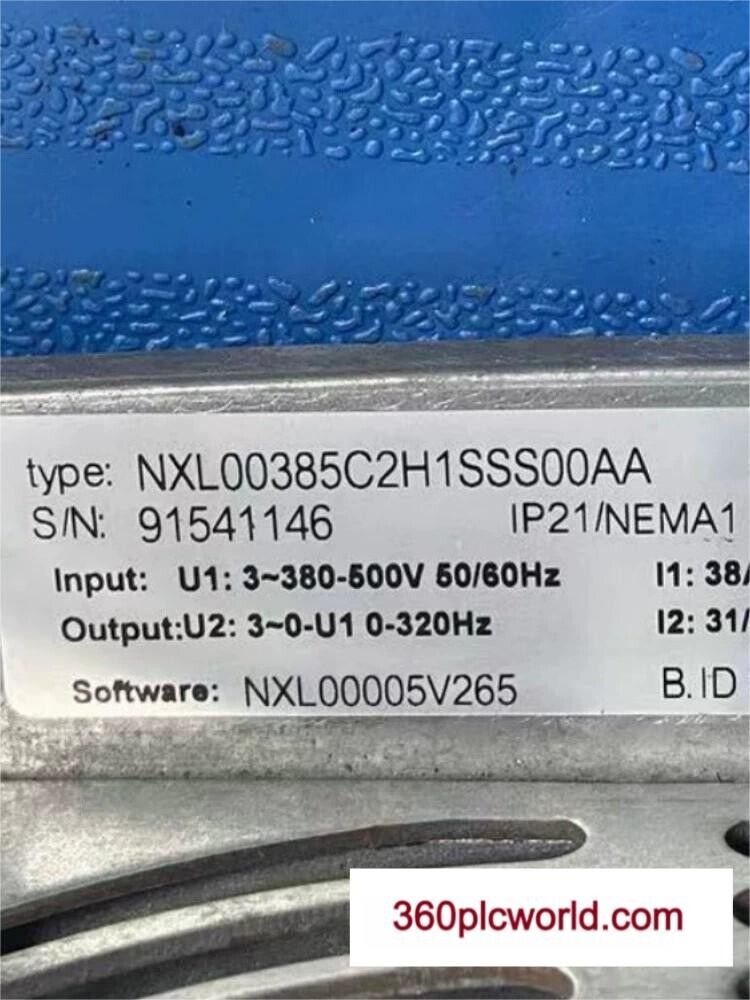 type: NXL00385C2H1SSS00AA
S/N: 91541146 IP21/NEMA1
Input: U1: 3~380-500V 50/60Hz I1: 38/
Output:U2: 3~0-U1 0-320Hz I2: 31/
Software: NXL00005V265 B.ID
360plcworld.com